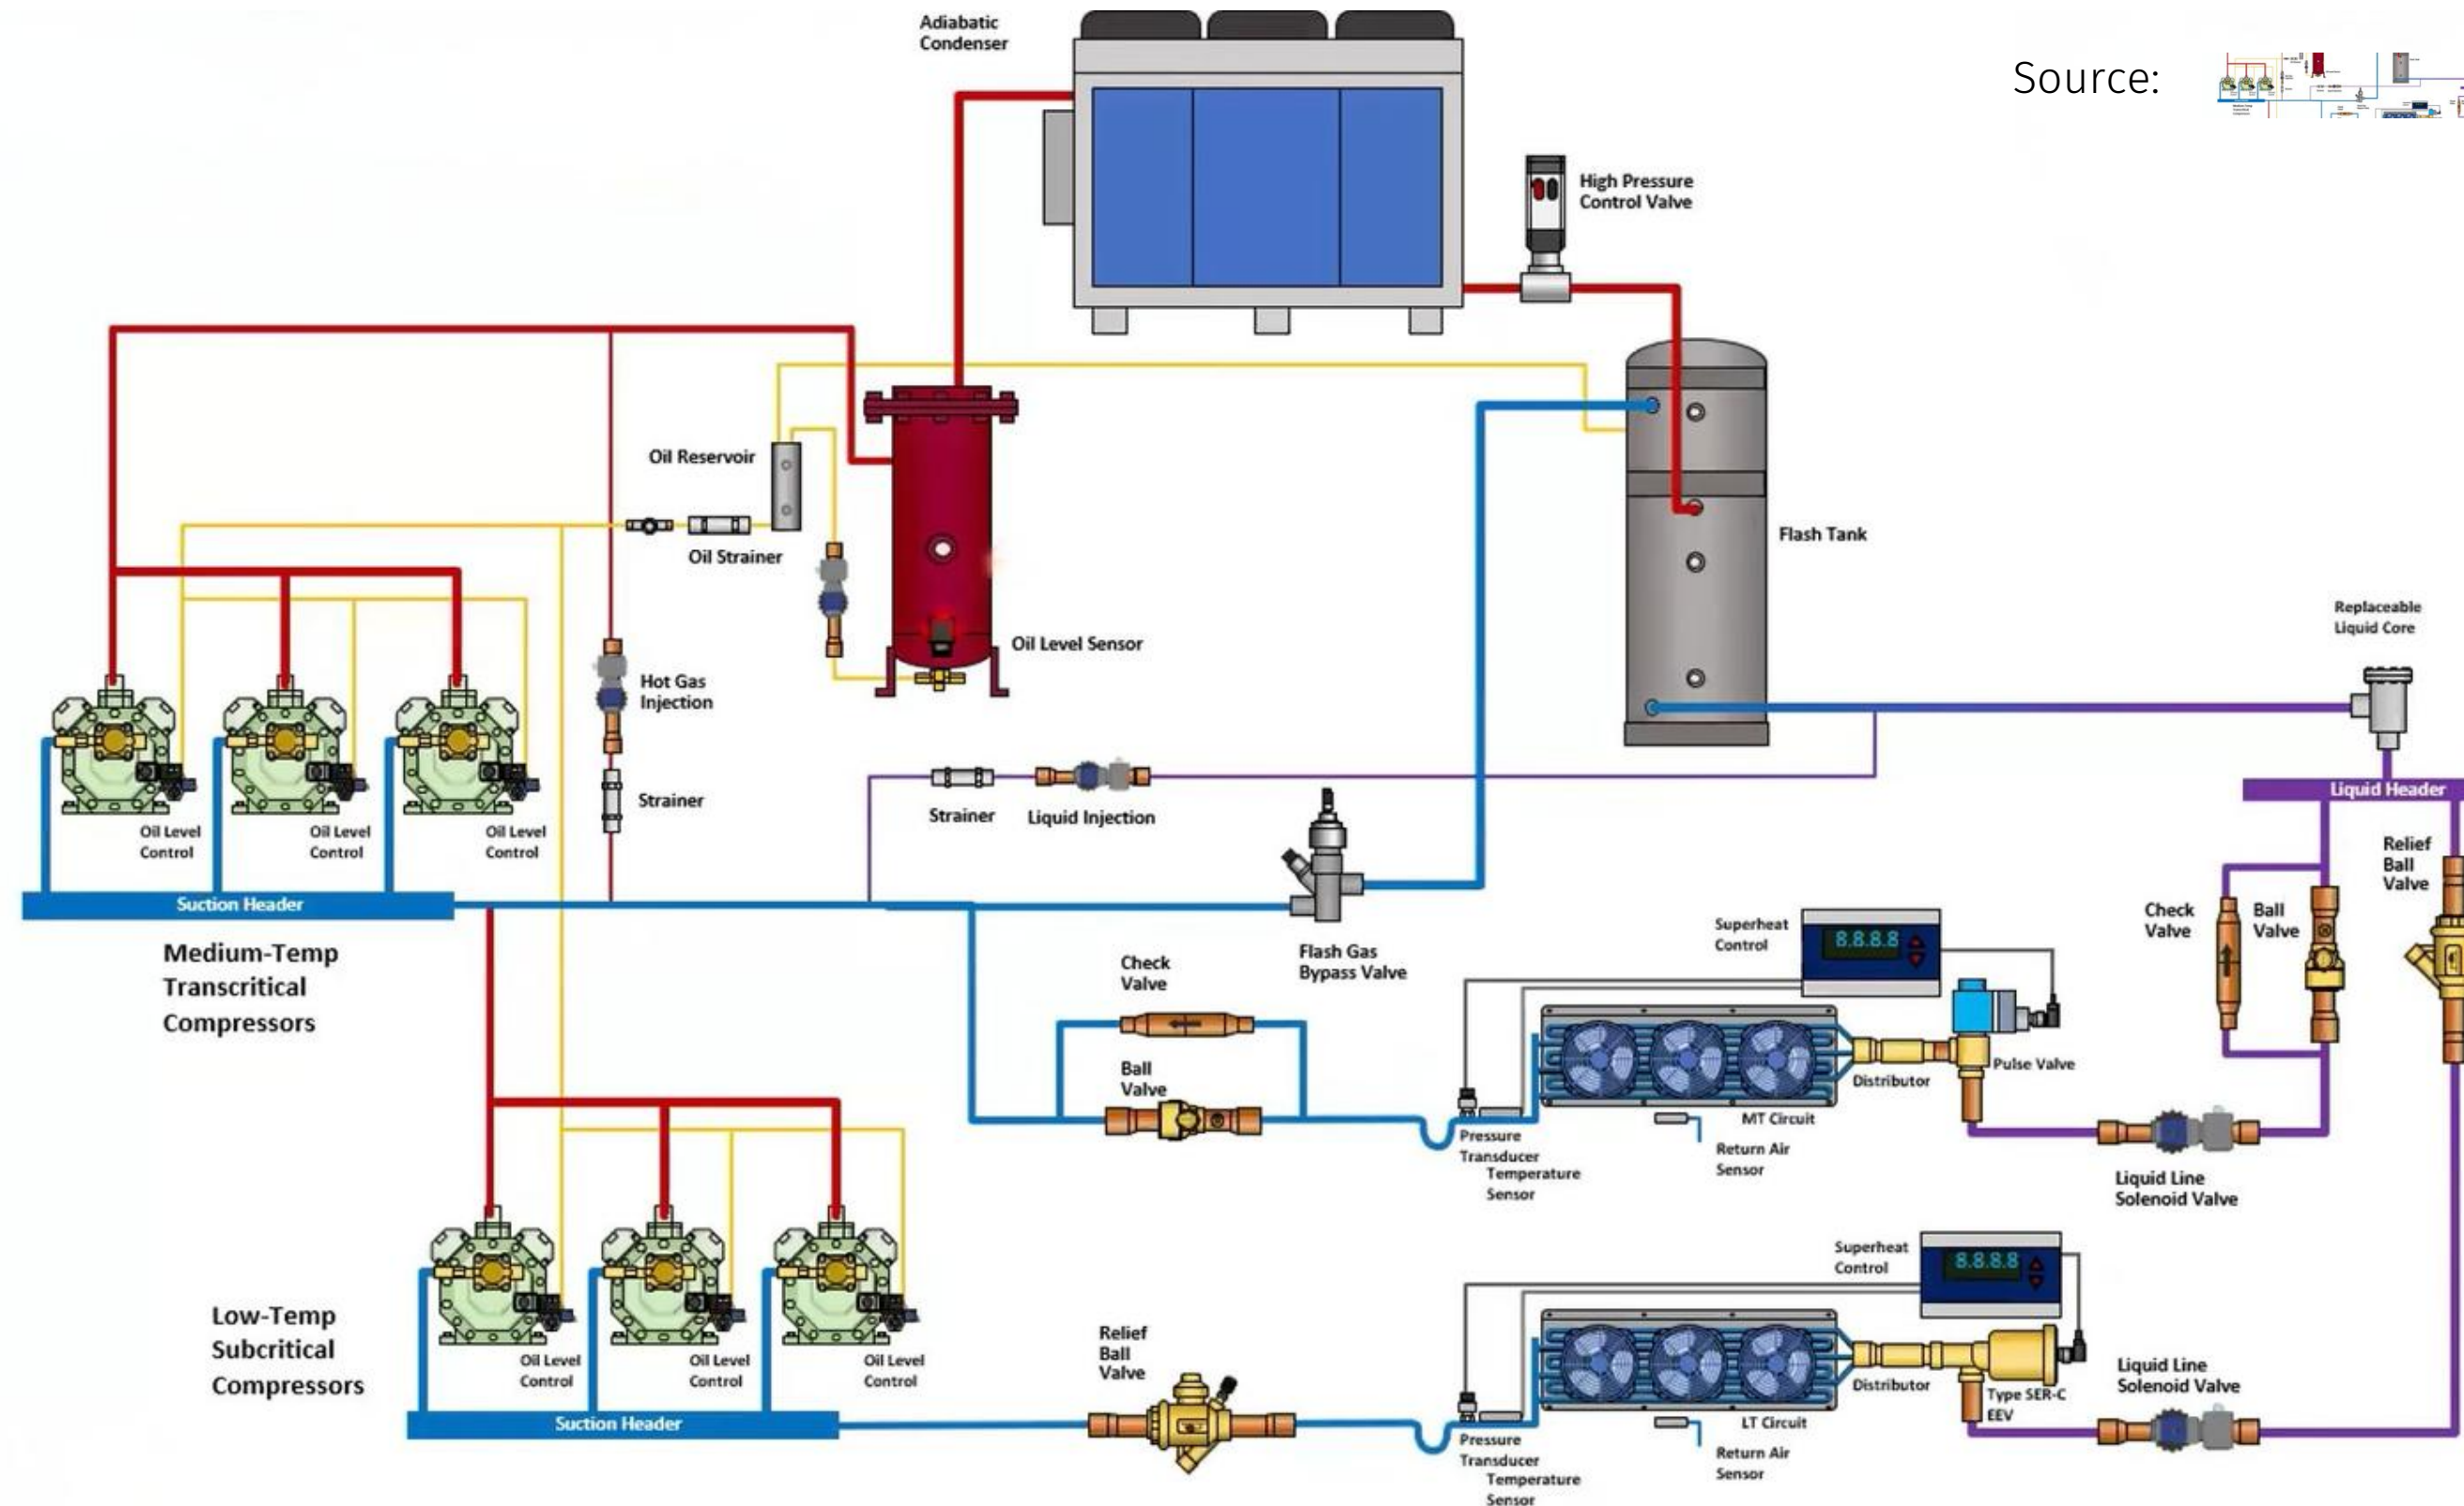 Adiabatic
Condenser
Source:
High Pressure
Control Valve
Oil Reservoir
Oil Strainer
Flash Tank
Oil Level Sensor
Replaceable
Liquid Core
Hot Gas
Injection
Strainer
Strainer
Liquid Injection
Liquid Header
Oil Level
Control
Oil Level
Control
Oil Level
Control
Relief
Ball
Valve
Suction Header
Check
Valve
Ball
Valve
Medium-Temp
Transcritical
Compressors
Flash Gas
Bypass Valve
Superheat
Control
8.8.8.8
Check
Valve
Ball
Valve
Pulse Valve
Distributor
MT Circuit
Pressure
Transducer
Temperature
Sensor
Return Air
Sensor
Liquid Line
Solenoid Valve
Superheat
Control
8.8.8.8
Low-Temp
Subcritical
Compressors
Oil Level
Control
Oil Level
Control
Oil Level
Control
Relief
Ball
Valve
Suction Header
Distributor
Type SER-C
EEV
Liquid Line
Solenoid Valve
LT Circuit
Pressure
Transducer
Temperature
Sensor
Return Air
Sensor